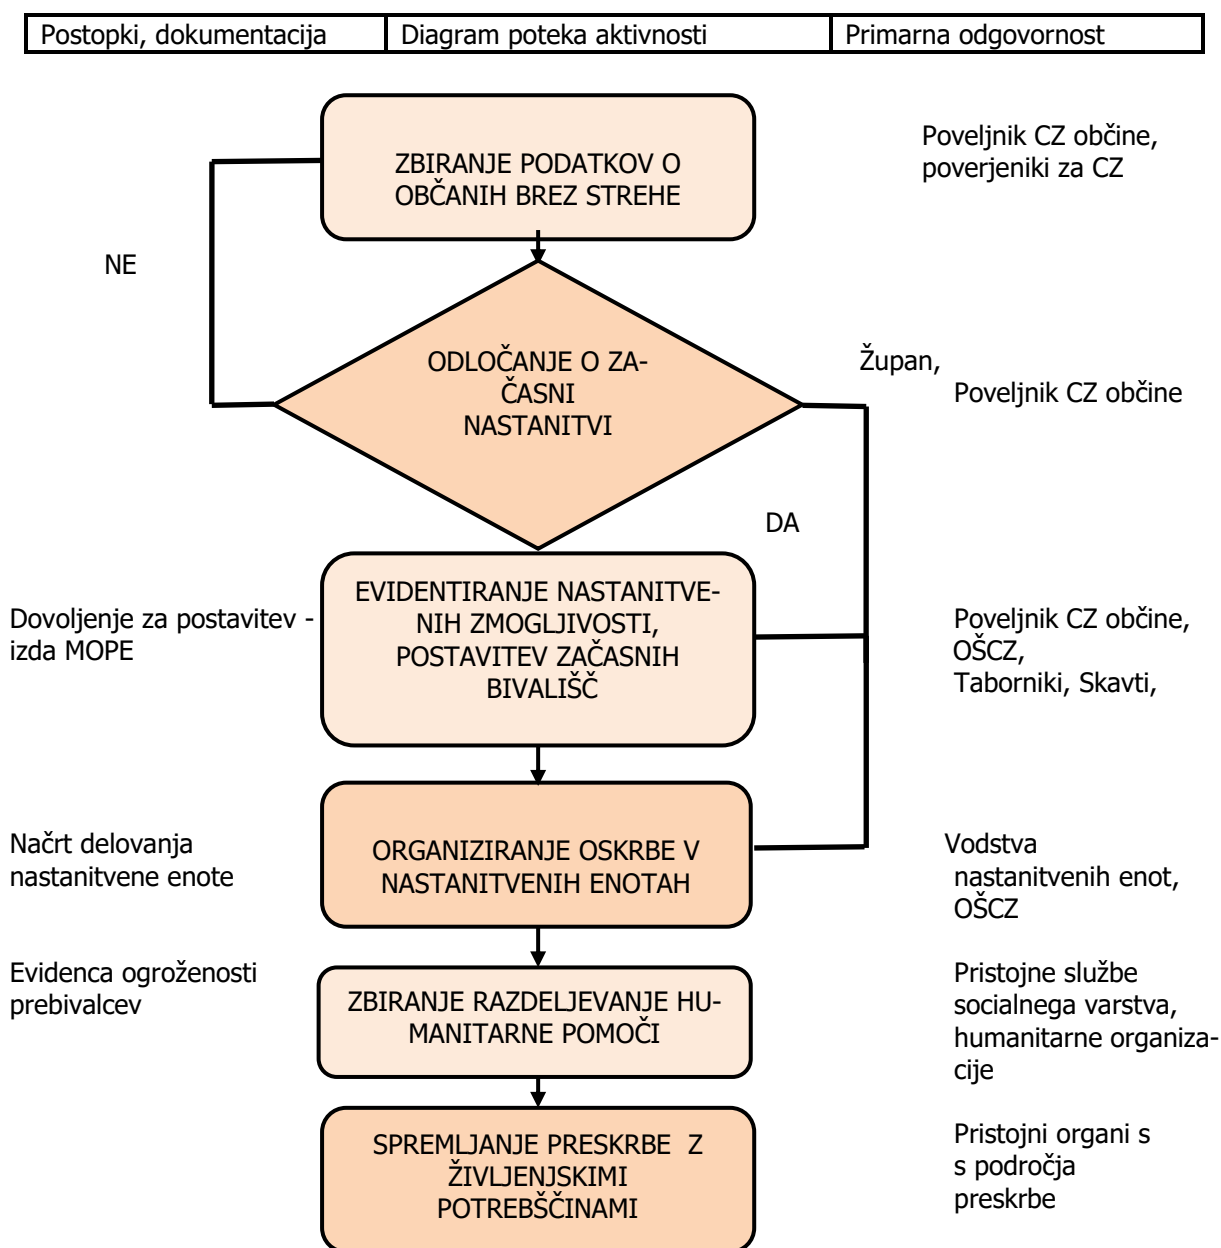 Postopki, dokumentacija
Diagram poteka aktivnosti
Primarna odgovornost
ZBIRANJE PODATKOV O
OBČANIH BREZ STREHE
Poveljnik CZ občine,
poverjeniki za CZ
NE
ODLOČANJE O ZA-
ČASNI
NASTANITVI
Župan,
Poveljnik CZ občine
DA
Dovoljenje za postavitev -
izda MOPE
EVIDENTIRANJE NASTANITVE-
NIH ZMOGLJIVOSTI,
POSTAVITEV ZAČASNIH
BIVALIŠČ
Poveljnik CZ občine,
OŠCZ,
Taborniki, Skavti,
Načrt delovanja
nastanitvene enote
ORGANIZIRANJE OSKRBE V
NASTANITVENIH ENOTAH
Vodstva
nastanitvenih enot,
OŠCZ
Evidenca ogroženosti
prebivalcev
ZBIRANJE RAZDELJEVANJE HU-
MANITARNE POMOČI
Pristojne službe
socialnega varstva,
humanitarne organiza-
cije
SPREMLJANJE PRESKRBE Z
ŽIVLJENJSKIMI
POTREBŠČINAMI
Pristojni organi s
s področja
preskrbe